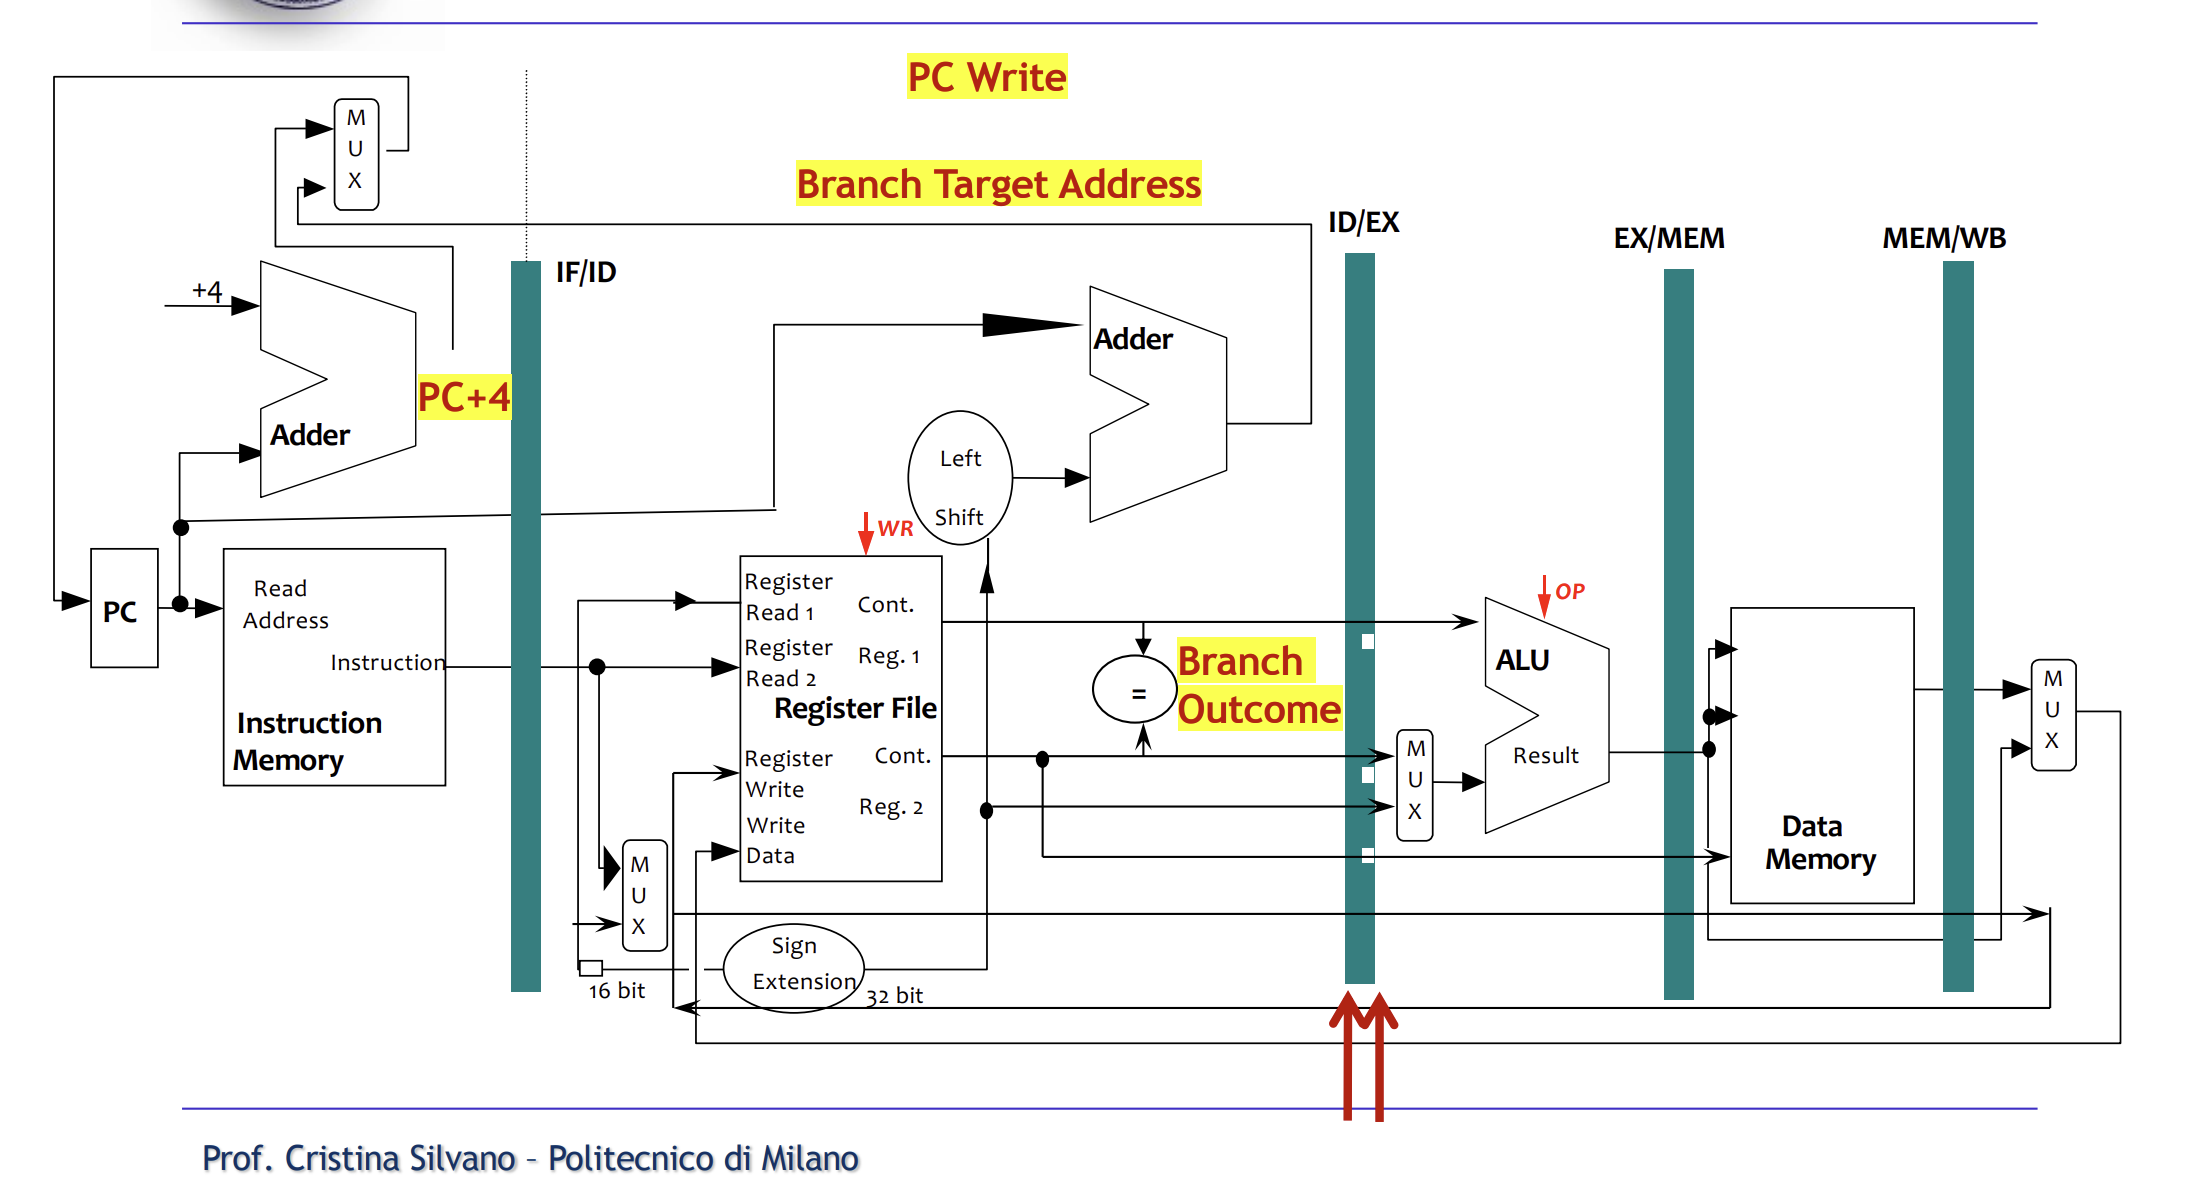 PC Write
M
U
X
Branch Target Address
ID/EX
EX/MEM
MEM/WB
IF/ID
+4
Adder
PC+4
Adder
Left
Shift
WR
PC
Read
Address
Instruction
Instruction
Memory
Register
Read 1
Cont.
Reg. 1
Register
Read 2
Register File
Register
Write
Cont.
Reg. 2
Write
Data
=
Branch
Outcome
OP
ALU
Result
M
U
X
Data
Memory
M
U
X
M
U
X
Sign
Extension
16 bit
32 bit
Prof. Cristina Silvano – Politecnico di Milano